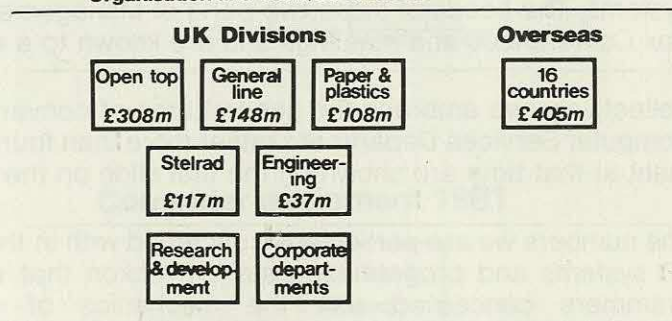 UK Divisions
Overseas
Open top
£308m
General
line
£148m
Paper &
plastics
£108m
16
countries
£405m
Stelrad
£117m
Engineer-
ing
£37m
Research
& develop-
ment
Corporate
depart-
ments